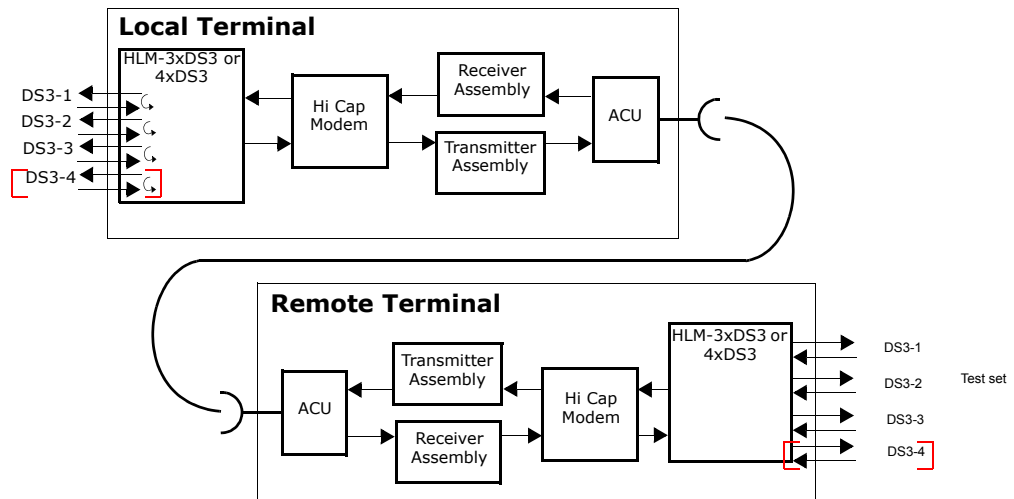 Local Terminal
HLM-3xDS3 or
4xDS3
DS3-1
DS3-2
DS3-3
DS3-4
Hi Cap
Modem
Receiver
Assembly
Transmitter
Assembly
ACU
Remote Terminal
ACU
Transmitter
Assembly
Receiver
Assembly
Hi Cap
Modem
HLM-3xDS3 or
4xDS3
DS3-1
DS3-2
DS3-3
DS3-4
Test set